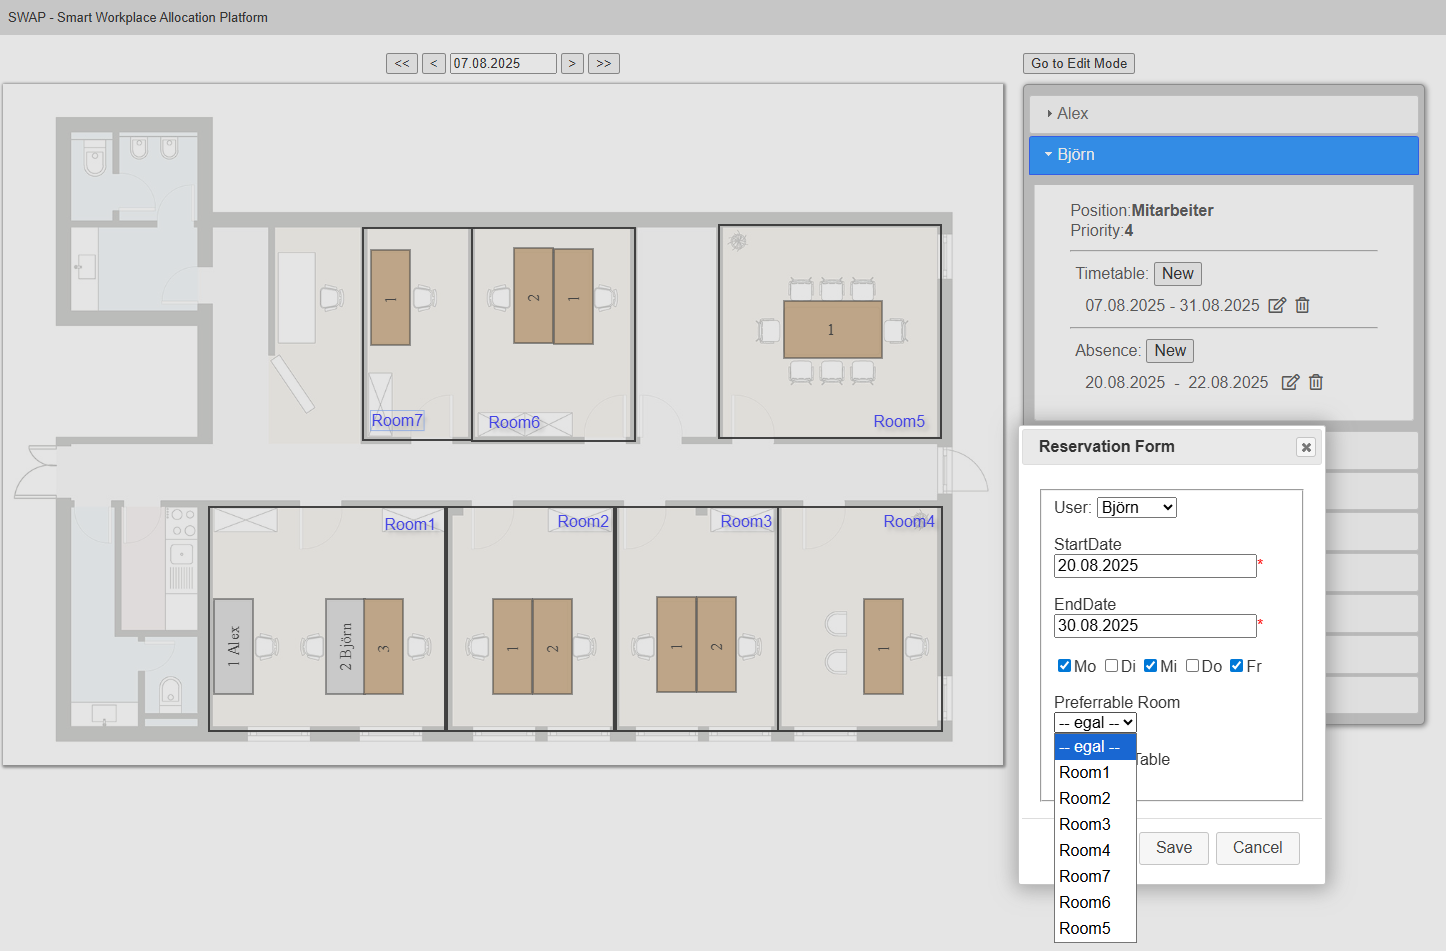 SWAP - Smart Workplace Allocation Platform
<< < 07.08.2025 > >>
Go to Edit Mode
Alex
Björn
Position:Mitarbeiter
Priority:4
Timetable: New
07.08.2025 - 31.08.2025
Absence: New
20.08.2025 - 22.08.2025
1
2
1
1
Room7
Room6
Room5
Room1
Room2
Room3
Room4
1 Alex
2 Björn
3
1
2
1
2
1
Reservation Form
User: Björn
StartDate
20.08.2025*
EndDate
30.08.2025*
Mo Di Mi Do Fr
Preferrable Room
-- egal --
-- egal --
Table
Room1
Room2
Room3
Room4
Room7
Room6
Room5
Save Cancel